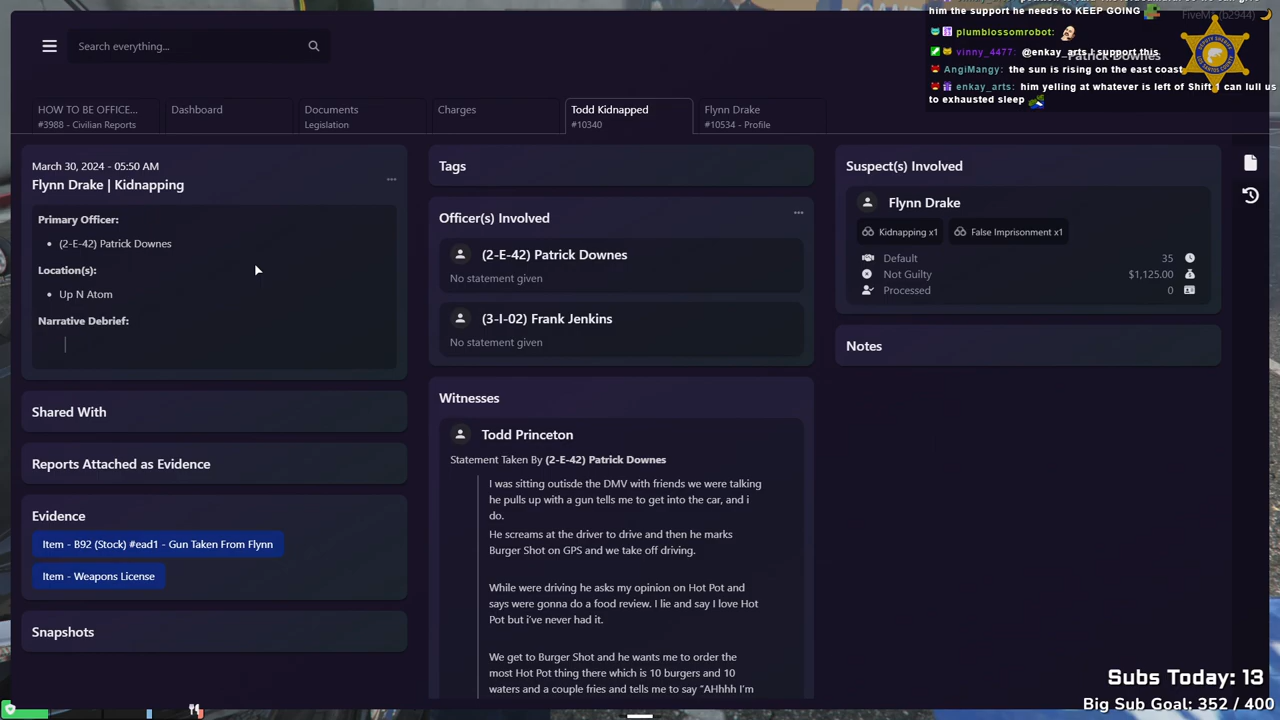 him the support he needs to KEEP GOING
FiveM
(b2944)
plumblossomrobot:
vinny_4477: @enkay_arts I support this
Patrick Downes
AngiMangy: the sun is rising on the east coast
enkay_arts: him yelling at whatever is left of Shift 1 can lull us
to exhausted sleep
Search everything...
HOW TO BE OFFICE...
#3988 - Civilian Reports
Dashboard
Documents
Legislation
Charges
Todd Kidnapped
#10340
Flynn Drake
#10534 - Profile
March 30, 2024 - 05:50 AM
Flynn Drake | Kidnapping
Primary Officer:
(2-E-42) Patrick Downes
Location(s):
Up N Atom
Narrative Debrief:
Shared With
Reports Attached as Evidence
Evidence
Item - B92 (Stock) #ead1 - Gun Taken From Flynn
Item - Weapons License
Snapshots
Tags
Officer(s) Involved
(2-E-42) Patrick Downes
No statement given
(3-I-02) Frank Jenkins
No statement given
Witnesses
Todd Princeton
Statement Taken By (2-E-42) Patrick Downes
I was sitting outisde the DMV with friends we were talking
he pulls up with a gun tells me to get into the car, and i
do.
He screams at the driver to drive and then he marks
Burger Shot on GPS and we take off driving.
While were driving he asks my opinion on Hot Pot and
says were gonna do a food review. I lie and say I love Hot
Pot but i've never had it.
We get to Burger Shot and he wants me to order the
most Hot Pot thing there which is 10 burgers and 10
waters and a couple fries and tells me to say "AHhhh I'm
Suspect(s) Involved
Flynn Drake
Kidnapping x1
False Imprisonment x1
Default 35
Not Guilty $1,125.00
Processed 0
Notes
Subs Today: 13
Big Sub Goal: 352 / 400